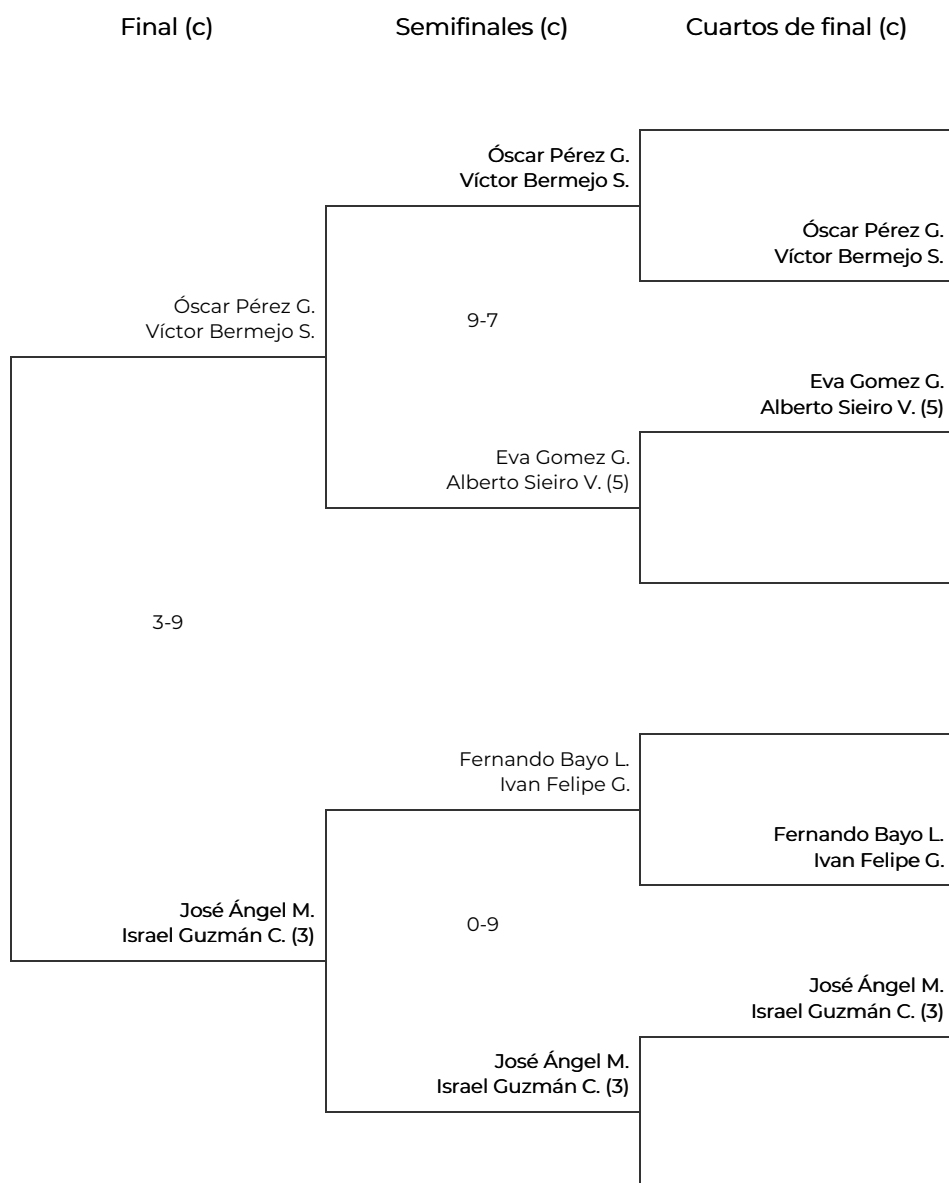 Final (c)
Semifinales (c)
Cuartos de final (c)
Óscar Pérez G.
Víctor Bermejo S.
Óscar Pérez G.
Víctor Bermejo S.
Óscar Pérez G.
Víctor Bermejo S.
9-7
Eva Gomez G.
Alberto Sieiro V. (5)
Eva Gomez G.
Alberto Sieiro V. (5)
3-9
Fernando Bayo L.
Ivan Felipe G.
Fernando Bayo L.
Ivan Felipe G.
José Ángel M.
Israel Guzmán C. (3)
0-9
José Ángel M.
Israel Guzmán C. (3)
José Ángel M.
Israel Guzmán C. (3)